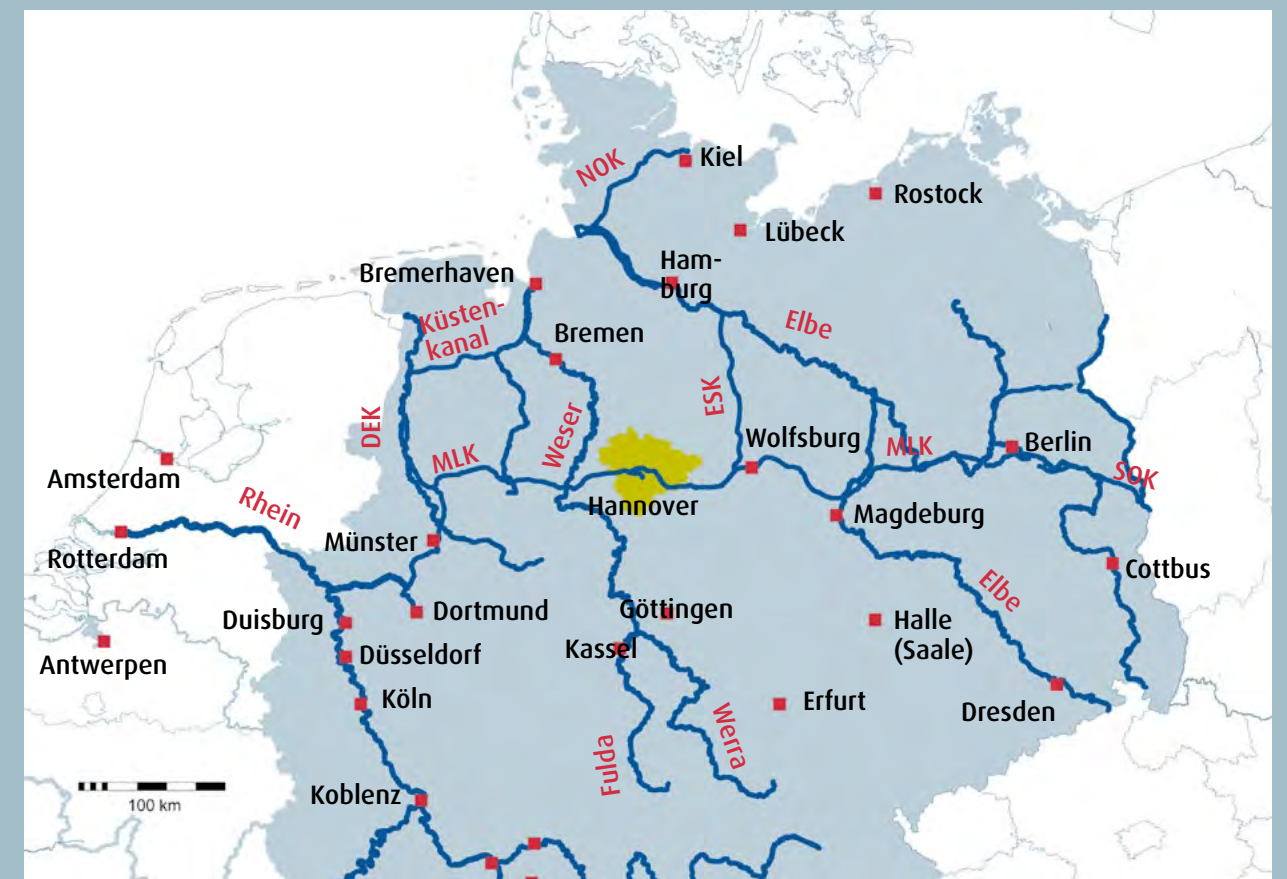 NOK
Kiel
Rostock
Lübeck
Ham-
burg
Bremerhaven
Küsten-
kanal
Bremen
Elbe
DEK
ESK
Weser
MLK
Wolfsburg
MLK
Berlin
SOK
Amsterdam
Rhein
Hannover
Magdeburg
Rotterdam
Münster
Cottbus
Elbe
Duisburg
Dortmund
Göttingen
Halle
(Saale)
Antwerpen
Düsseldorf
Kassel
Köln
Erfurt
Dresden
Werra
Fulda
Koblenz
100 km